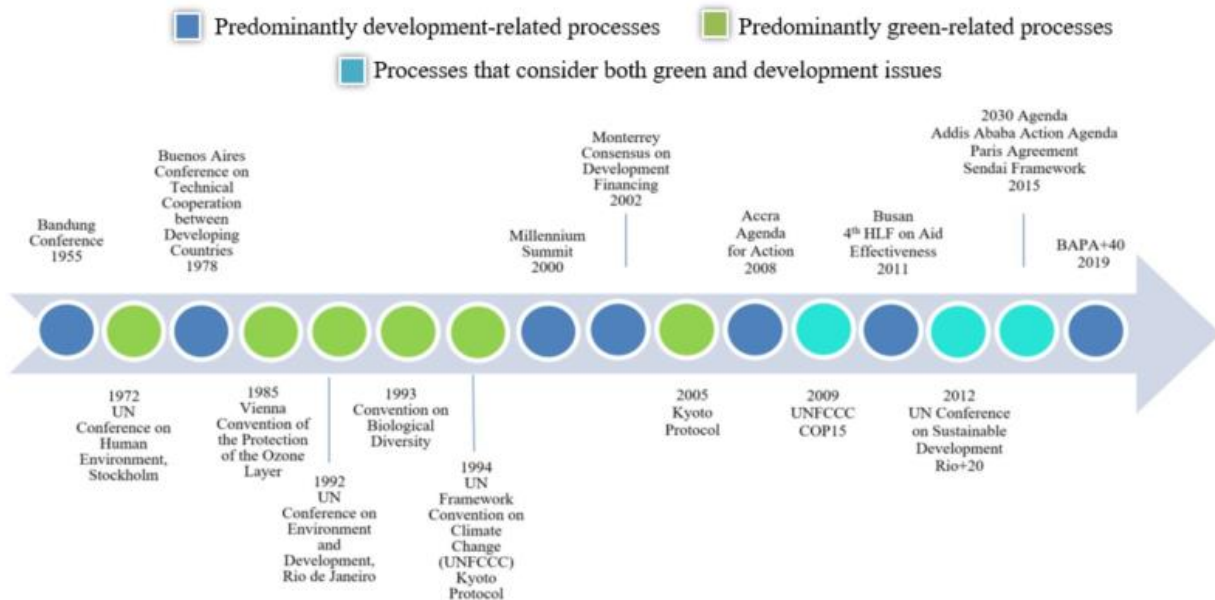 Predominantly development-related processes
Predominantly green-related processes
Processes that consider both green and development issues
Bandung
Conference
1955
Buenos Aires
Conference on
Technical
Cooperation
between
Developing
Countries
1978
Millennium
Summit
2000
Monterrey
Consensus on
Development
Financing
2002
Accra
Agenda
for Action
2008
Busan
4th HLF on Aid
Effectiveness
2011
2030 Agenda
Addis Ababa Action Agenda
Paris Agreement
Sendai Framework
2015
BAPA+40
2019
1972
UN
Conference on
Human
Environment,
Stockholm
1985
Vienna
Convention of
the Protection
of the Ozone
Layer
1992
UN
Conference on
Environment
and
Development,
Rio de Janeiro
1993
Convention on
Biological
Diversity
1994
UN
Framework
Convention on
Climate
Change
(UNFCCC)
Kyoto
Protocol
2005
Kyoto
Protocol
2009
UNFCCC
COP15
2012
UN Conference
on Sustainable
Development
Rio+20